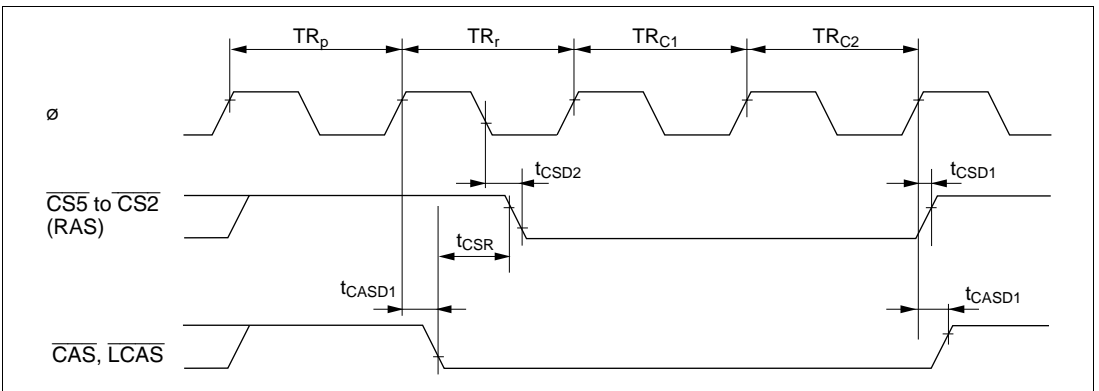 TRp TRr TRC1 TRC2
ø
tCSD2 tCSD1
CS5 to CS2
(RAS)
tCSR
tCASD1 tCASD1
CAS, LCAS